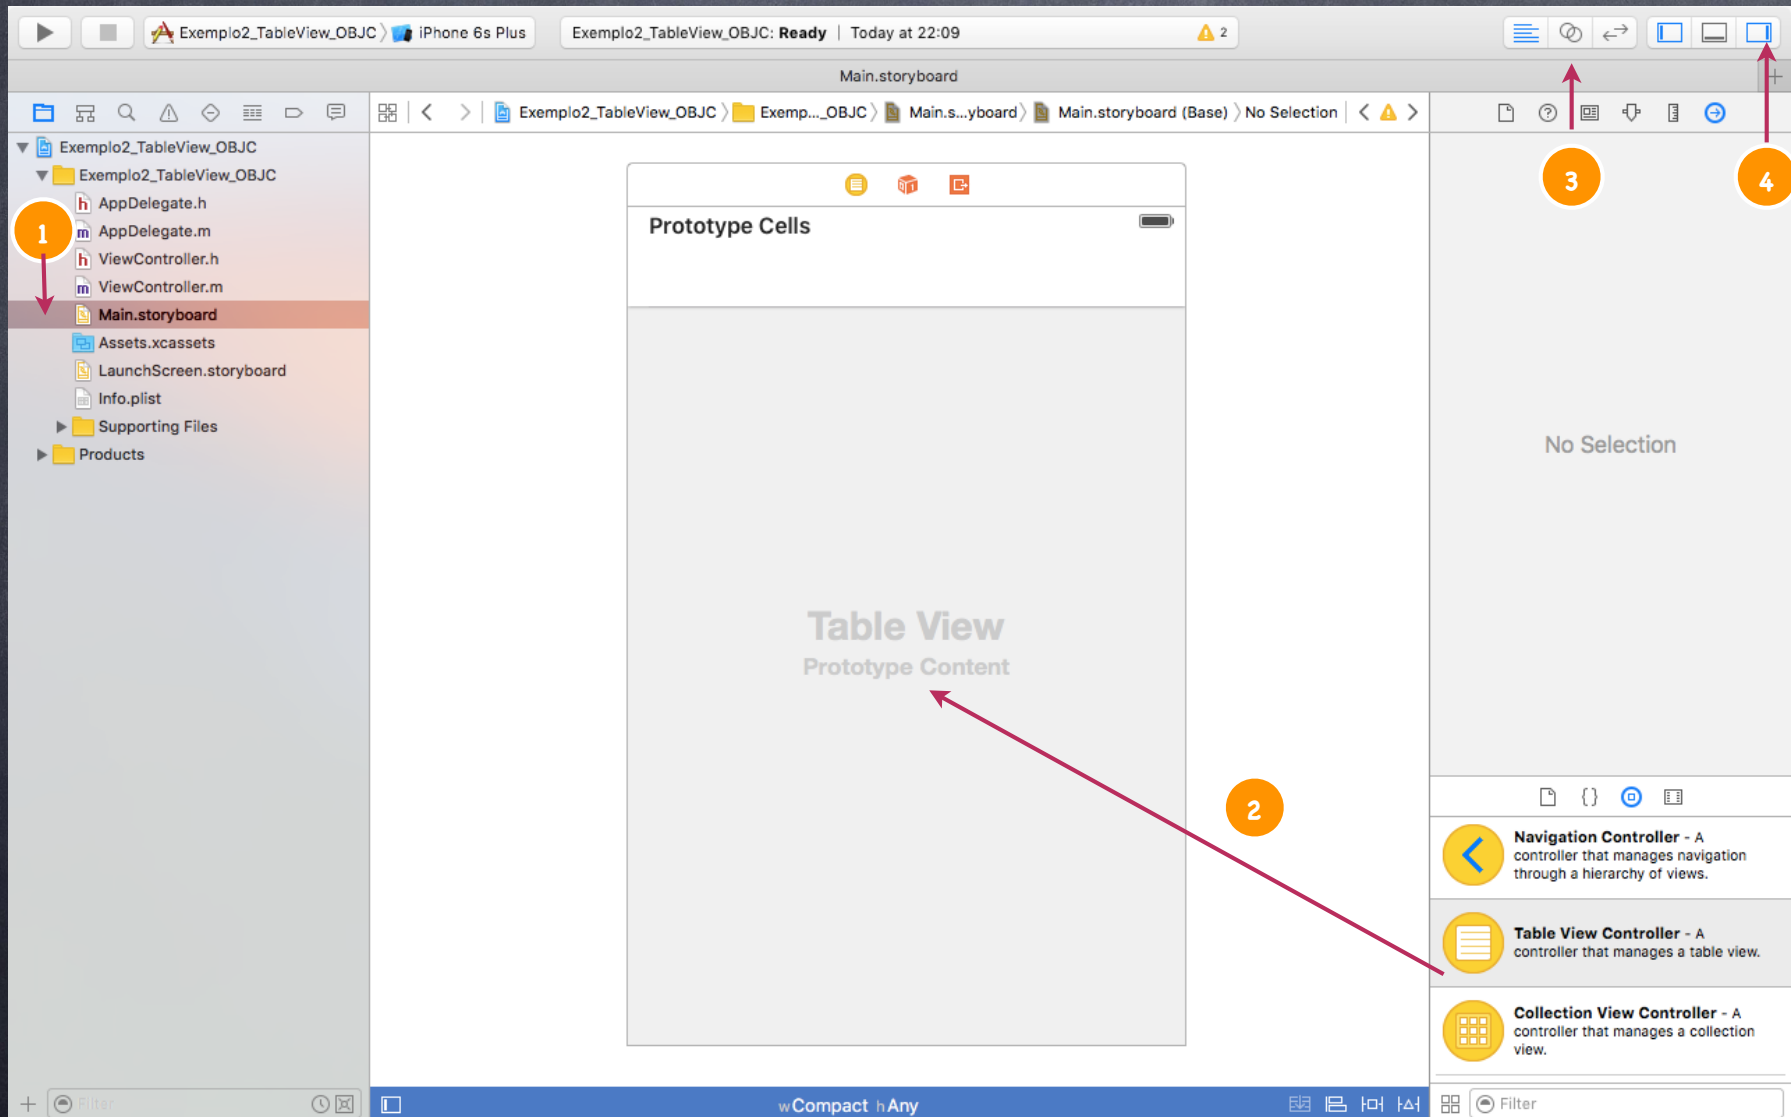 Exemplo2_TableView_OBJC
iPhone 6s Plus
Exemplo2_TableView_OBJC: Ready | Today at 22:09
2
Main.storyboard
Exemplo2_TableView_OBJC
Exemp..._OBJC
Main.s...yboard
Main.storyboard (Base)
No Selection
Exemplo2_TableView_OBJC
Exemplo2_TableView_OBJC
h AppDelegate.h
m AppDelegate.m
h ViewController.h
m ViewController.m
Main.storyboard
Assets.xcassets
LaunchScreen.storyboard
Info.plist
Supporting Files
Products
1
Filter
Prototype Cells
Table View
Prototype Content
2
wCompact hAny
3
4
No Selection
{}
Navigation Controller - A
controller that manages navigation
through a hierarchy of views.
Table View Controller - A
controller that manages a table view.
Collection View Controller - A
controller that manages a collection
view.
Filter